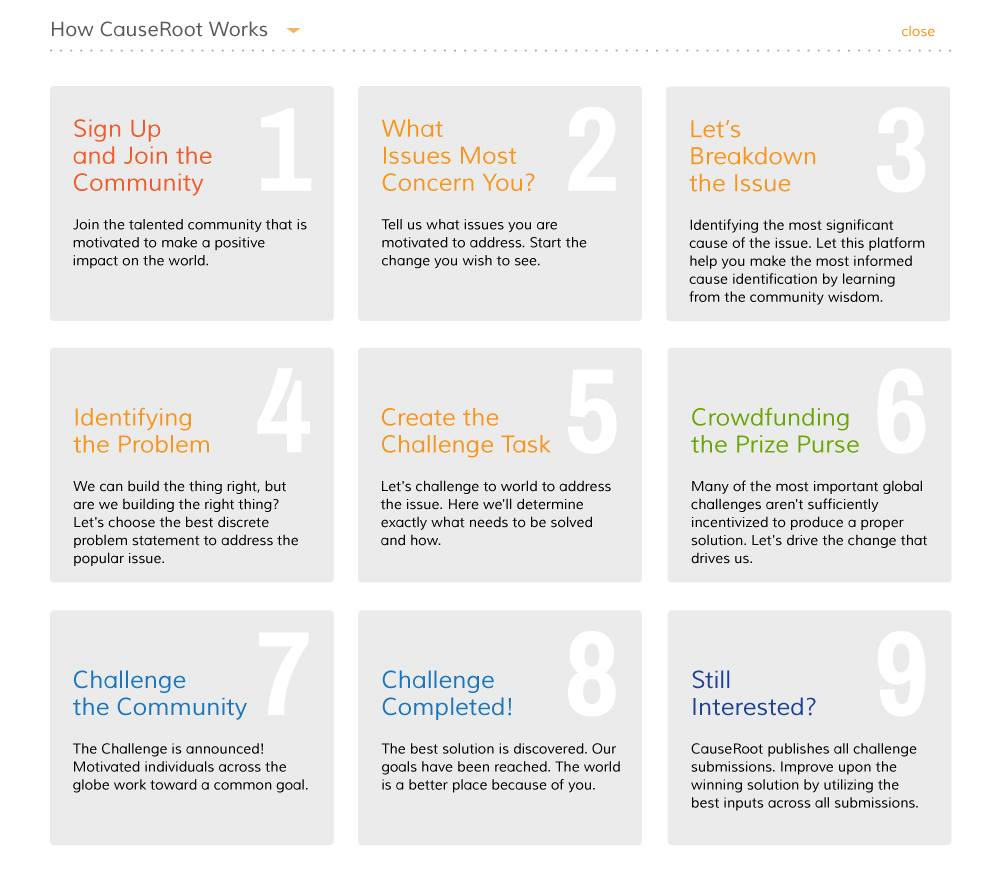 How CauseRoot Works
close
1
Sign Up
and Join the
Community
Join the talented community that is
motivated to make a positive
impact on the world.
2
What
Issues Most
Concern You?
Tell us what issues you are
motivated to address. Start the
change you wish to see.
3
Let’s
Breakdown
the Issue
Identifying the most significant
cause of the issue. Let this platform
help you make the most informed
cause identification by learning
from the community wisdom.
4
Identifying
the Problem
We can build the thing right, but
are we building the right thing?
Let’s choose the best discrete
problem statement to address the
popular issue.
5
Create the
Challenge Task
Let’s challenge to world to address
the issue. Here we’ll determine
exactly what needs to be solved
and how.
6
Crowdfunding
the Prize Purse
Many of the most important global
challenges aren’t sufficiently
incentivized to produce a proper
solution. Let’s drive the change that
drives us.
7
Challenge
the Community
The Challenge is announced!
Motivated individuals across the
globe work toward a common goal.
8
Challenge
Completed!
The best solution is discovered. Our
goals have been reached. The world
is a better place because of you.
9
Still
Interested?
CauseRoot publishes all challenge
submissions. Improve upon the
winning solution by utilizing the
best inputs across all submissions.